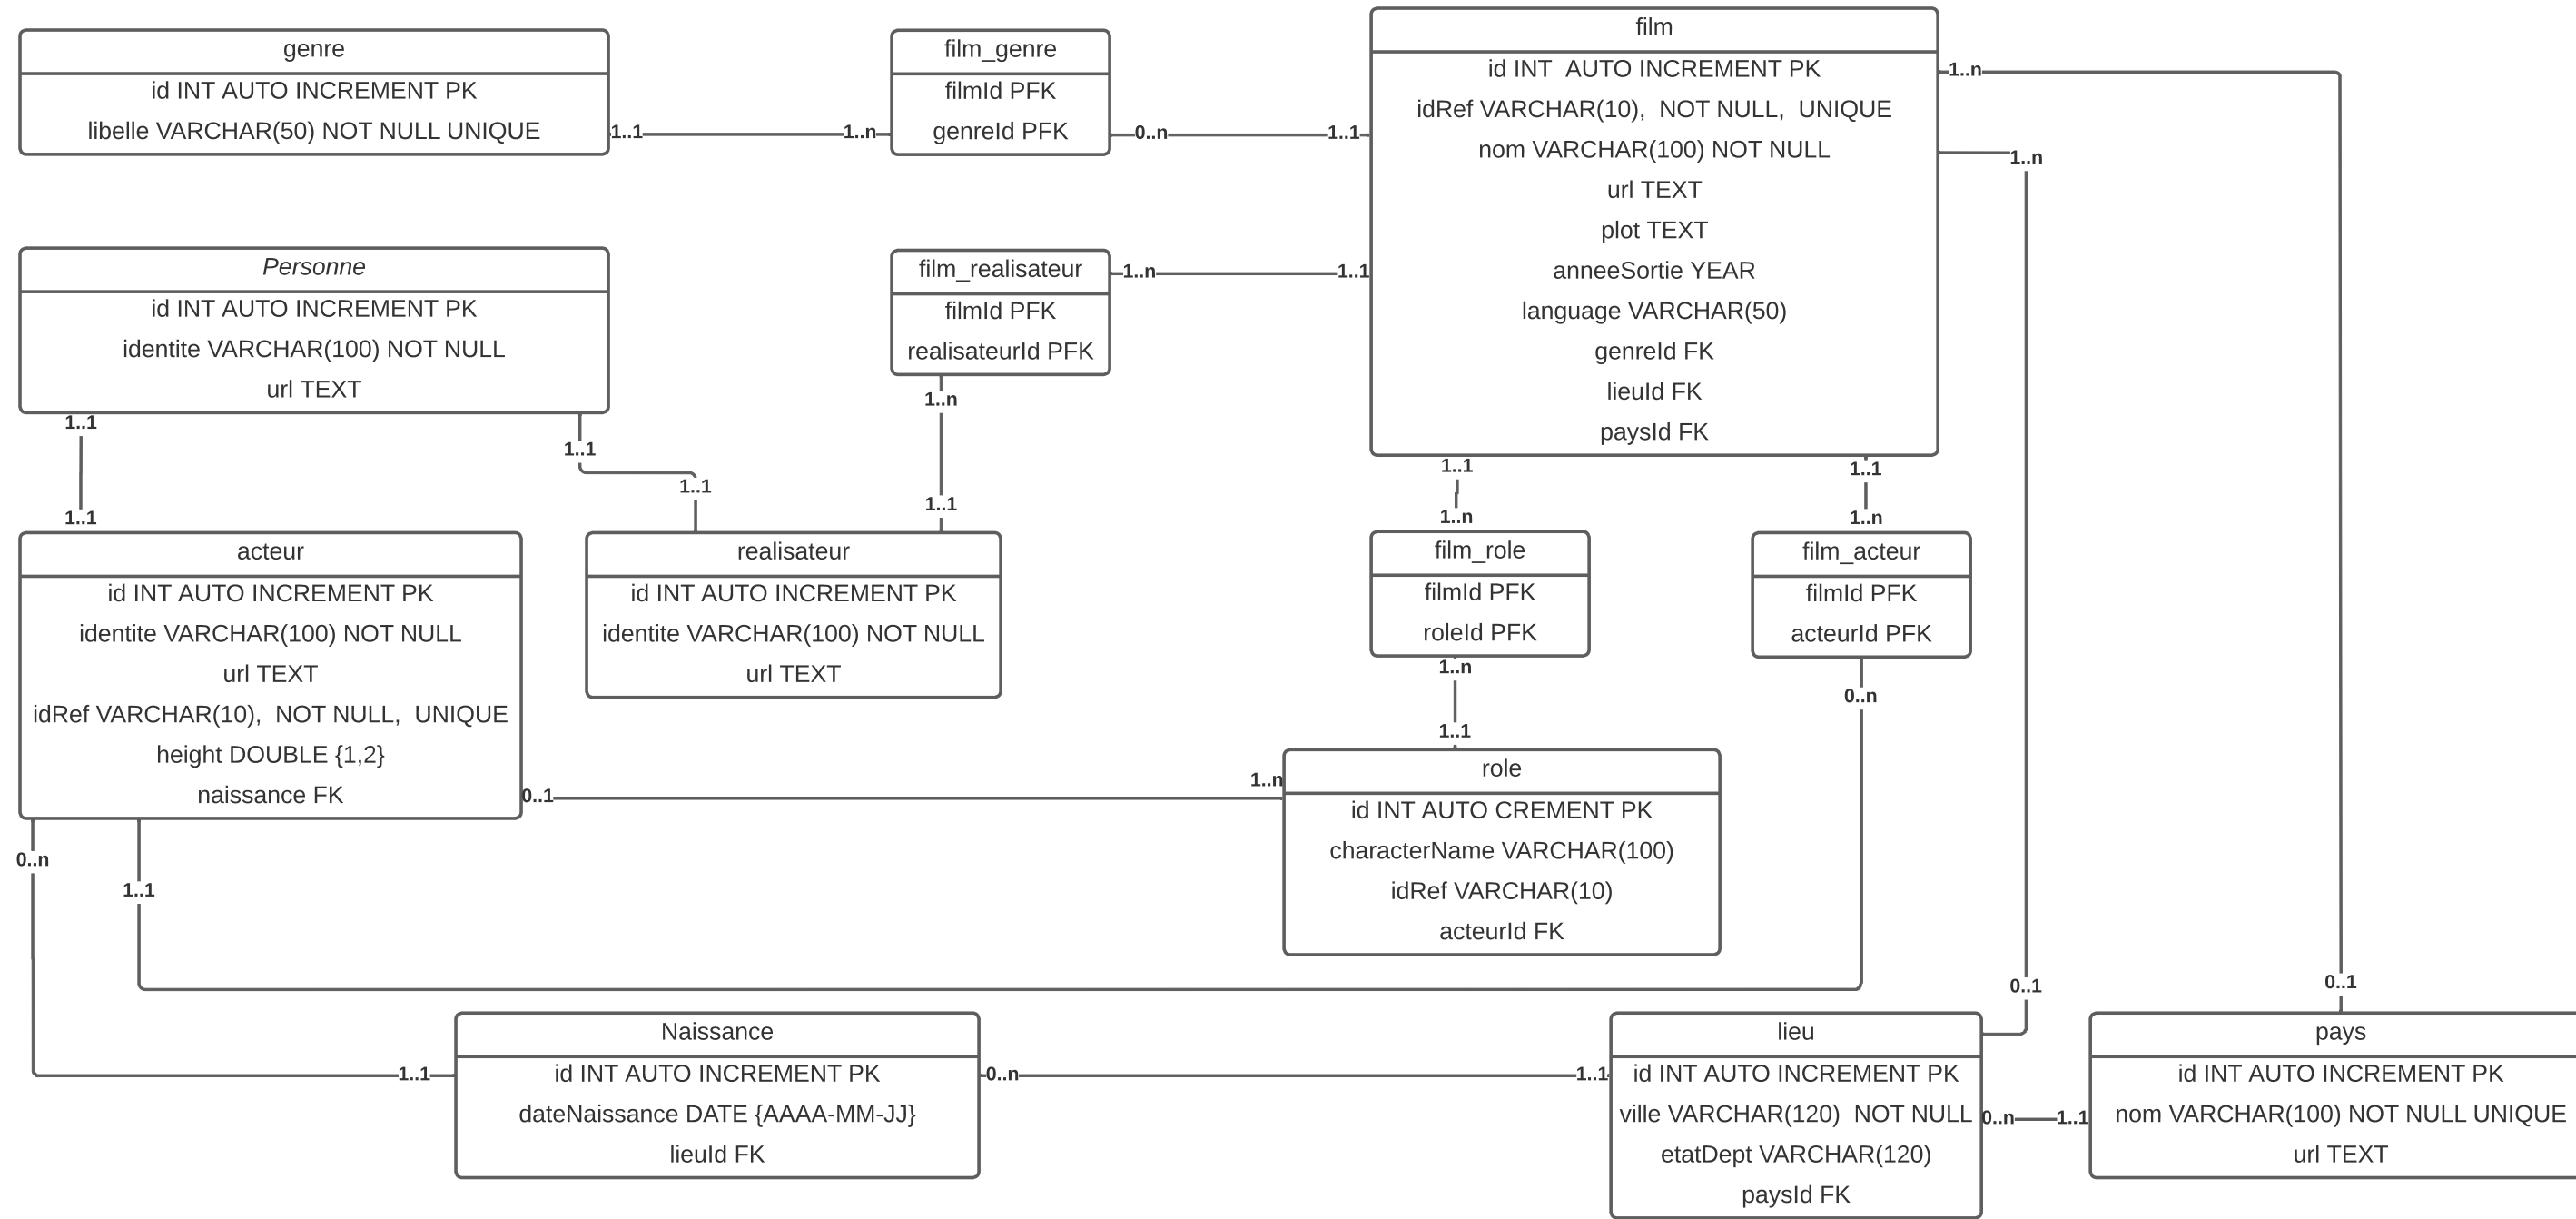 genre
id INT AUTO INCREMENT PK
libelle VARCHAR(50) NOT NULL UNIQUE
1..1
1..n
film_genre
filmId PFK
genreId PFK
0..n
1..1
film
id INT  AUTO INCREMENT PK
idRef VARCHAR(10),  NOT NULL,  UNIQUE
nom VARCHAR(100) NOT NULL
url TEXT
plot TEXT
anneeSortie YEAR
language VARCHAR(50)
genreId FK
lieuId FK
paysId FK
1..n
1..n
Personne
id INT AUTO INCREMENT PK
identite VARCHAR(100) NOT NULL
url TEXT
film_realisateur
filmId PFK
realisateurId PFK
1..n
1..1
1..1
1..1
1..n
1..1
1..1
1..1
1..1
1..1
1..n
1..n
acteur
id INT AUTO INCREMENT PK
identite VARCHAR(100) NOT NULL
url TEXT
idRef VARCHAR(10),  NOT NULL,  UNIQUE
height DOUBLE {1,2}
naissance FK
realisateur
id INT AUTO INCREMENT PK
identite VARCHAR(100) NOT NULL
url TEXT
film_role
filmId PFK
roleId PFK
film_acteur
filmId PFK
acteurId PFK
1..n
0..n
1..1
0..1
1..n
role
id INT AUTO CREMENT PK
characterName VARCHAR(100)
idRef VARCHAR(10)
acteurId FK
0..n
1..1
0..1
0..1
1..1
Naissance
id INT AUTO INCREMENT PK
dateNaissance DATE {AAAA-MM-JJ}
lieuId FK
0..n
1..1
lieu
id INT AUTO INCREMENT PK
ville VARCHAR(120)  NOT NULL
etatDept VARCHAR(120)
paysId FK
0..n
1..1
pays
id INT AUTO INCREMENT PK
nom VARCHAR(100) NOT NULL UNIQUE
url TEXT